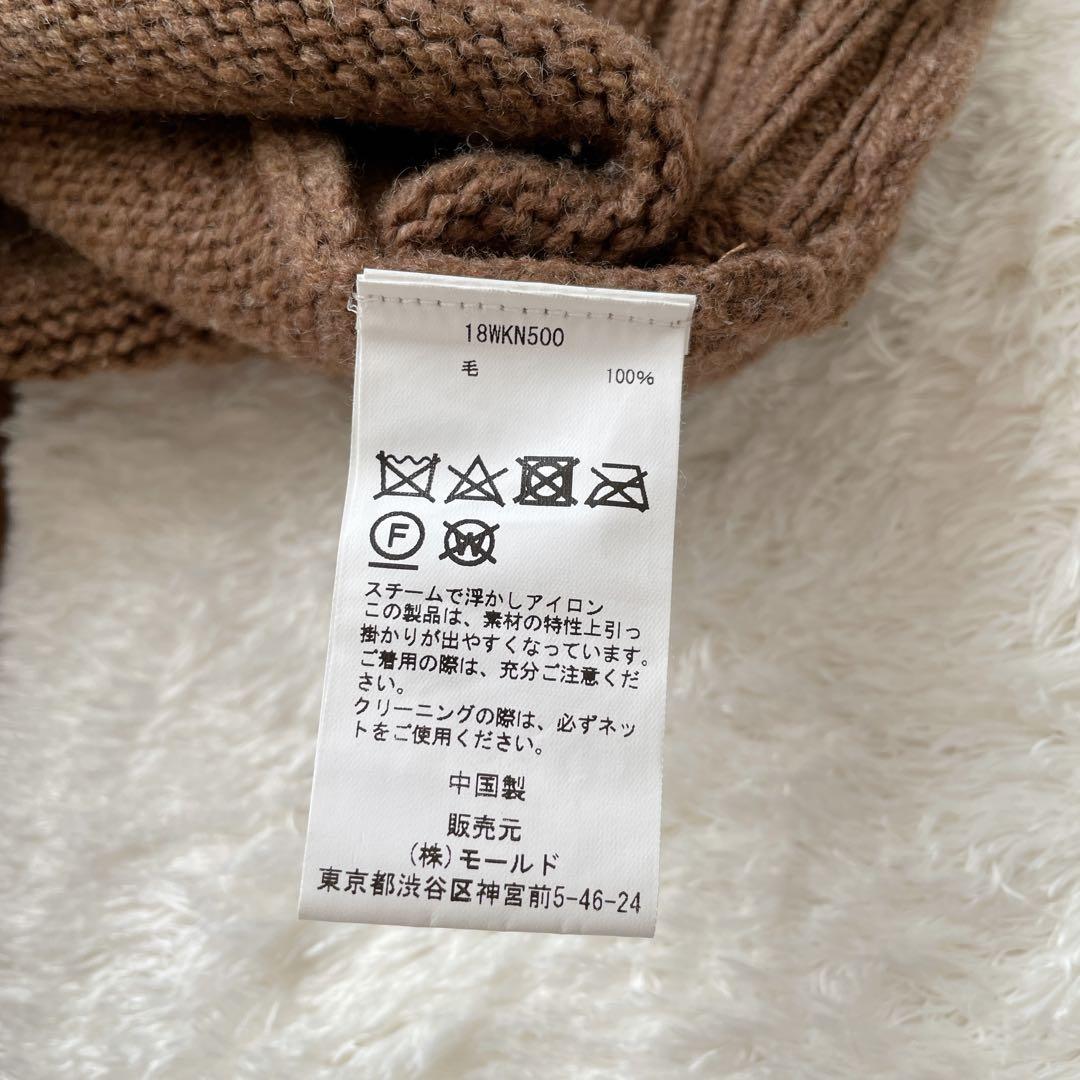 18WKN500
毛 100%
F
W
スチームで浮かしアイロン
この製品は、素材の特性上引っ
掛かりが出やすくなっています。
ご着用の際は、充分ご注意くだ
さい。
クリーニングの際は、必ずネッ
トをご使用ください。
中国製
販売元
(株)モールド
東京都渋谷区神宮前5-46-24